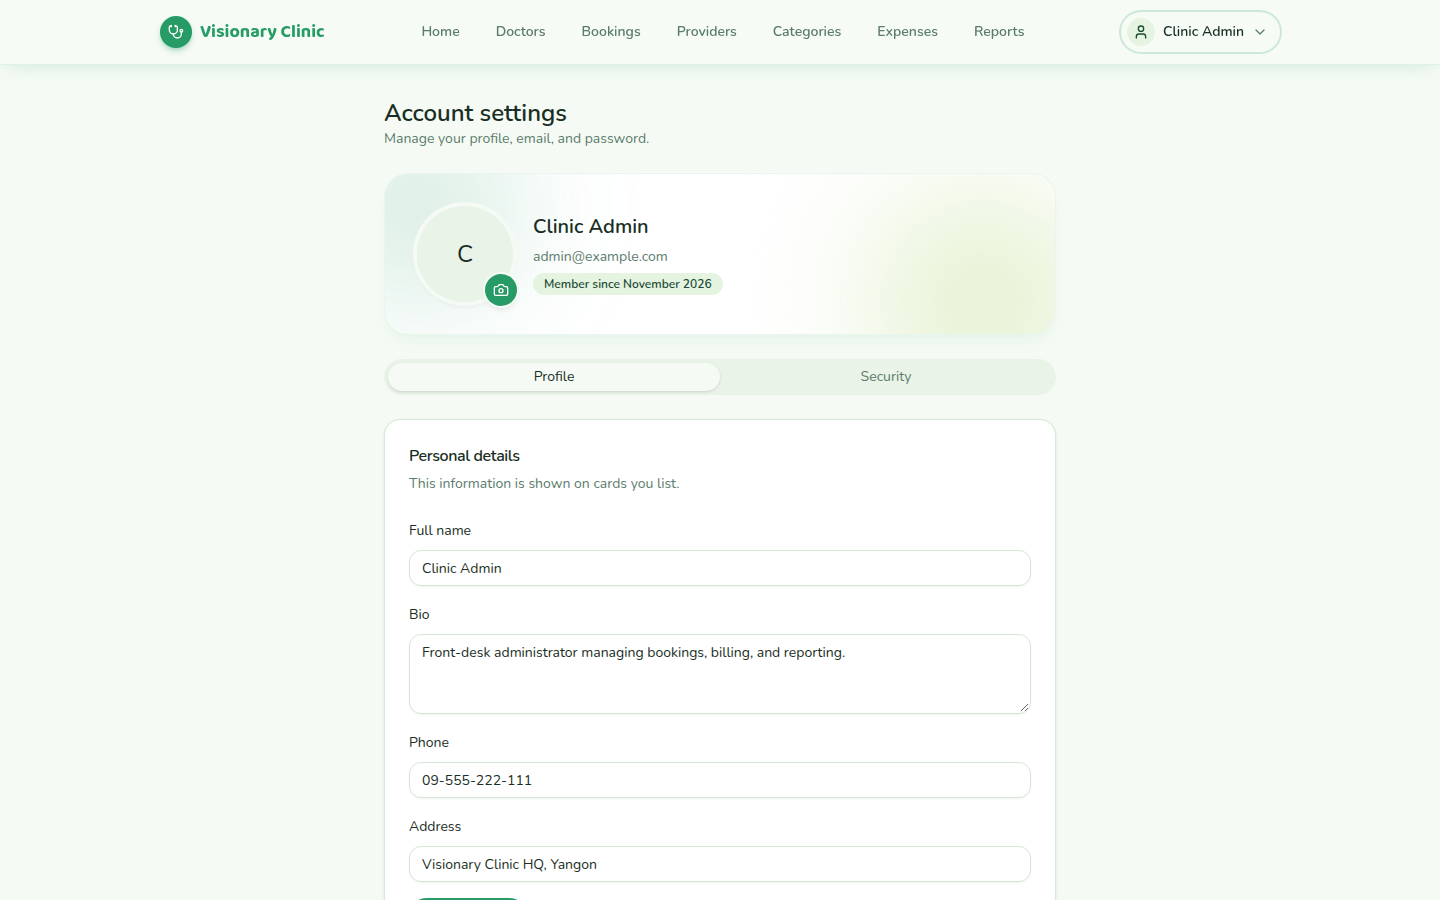 Visionary Clinic
Home
Doctors
Bookings
Providers
Categories
Expenses
Reports
Clinic Admin
Account settings
Manage your profile, email, and password.
C
Clinic Admin
admin@example.com
Member since November 2026
Profile
Security
Personal details
This information is shown on cards you list.
Full name
Clinic Admin
Bio
Front-desk administrator managing bookings, billing, and reporting.
Phone
09-555-222-111
Address
Visionary Clinic HQ, Yangon